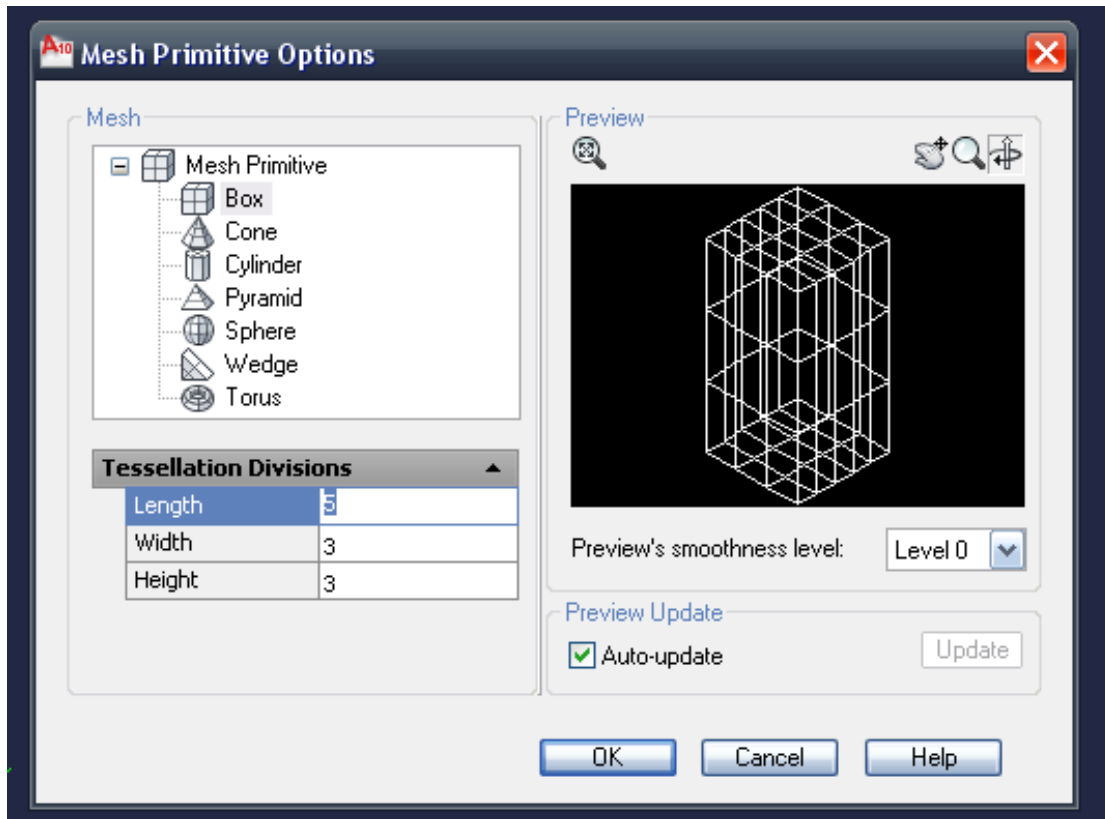 A10 Mesh Primitive Options
Mesh
Mesh Primitive
Box
Cone
Cylinder
Pyramid
Sphere
Wedge
Torus
Tessellation Divisions
Length 5
Width 3
Height 3
Preview
Preview's smoothness level: Level 0
Preview Update
Auto-update Update
OK Cancel Help